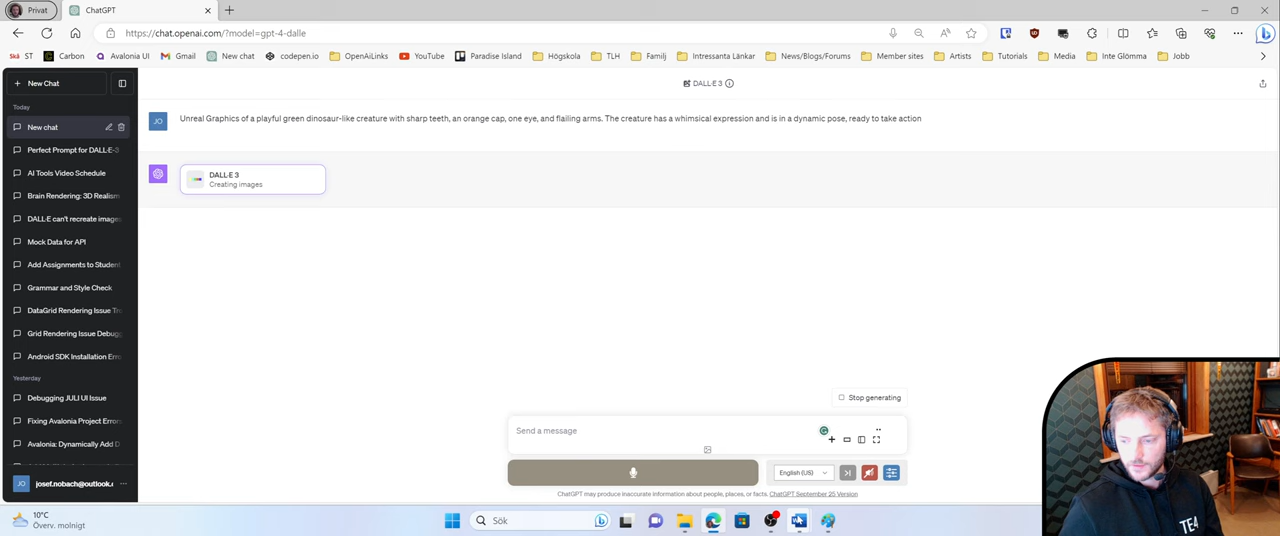 Privat
ChatGPT
https://chat.openai.com/?model=gpt-4-dalle
Skå ST
Carbon
Avalonia UI
Gmail
New chat
codepen.io
OpenAiLinks
YouTube
Paradise Island
Högskola
TLH
Familj
Intressanta Länkar
News/Blogs/Forums
Member sites
Artists
Tutorials
Media
Inte Glömma
Jobb
New Chat
DALL·E 3
Today
New chat
JO
Unreal Graphics of a playful green dinosaur-like creature with sharp teeth, an orange cap, one eye, and flailing arms. The creature has a whimsical expression and is in a dynamic pose, ready to take action
Perfect Prompt for DALL·E-3
AI Tools Video Schedule
DALL·E 3
Creating images
Brain Rendering: 3D Realism
DALL·E can't recreate images
Mock Data for API
Add Assignments to Student
Grammar and Style Check
DataGrid Rendering Issue Tro
Grid Rendering Issue Debugg
Android SDK Installation Erro
Yesterday
Debugging JULI UI Issue
Stop generating
Fixing Avalonia Project Errors
Send a message
Avalonia: Dynamically Add D
English (US)
josef.nobach@outlook.c
ChatGPT may produce inaccurate information about people, places, or facts. ChatGPT September 25 Version
10°C
Överv. molnigt
Sök
TE4